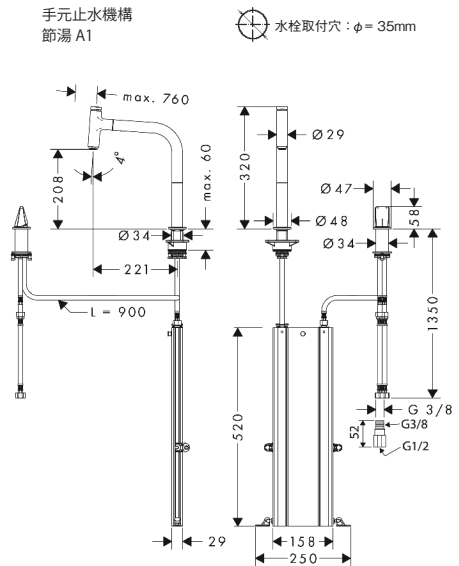 手元止水機構
節湯 A1
水栓取付穴：φ= 35mm
max. 760
4°
208
max. 60
Ø34
221
L = 900
520
29
320
Ø29
Ø48
158
250
Ø47
58
Ø34
1350
G 3/8
52
G3/8
G1/2